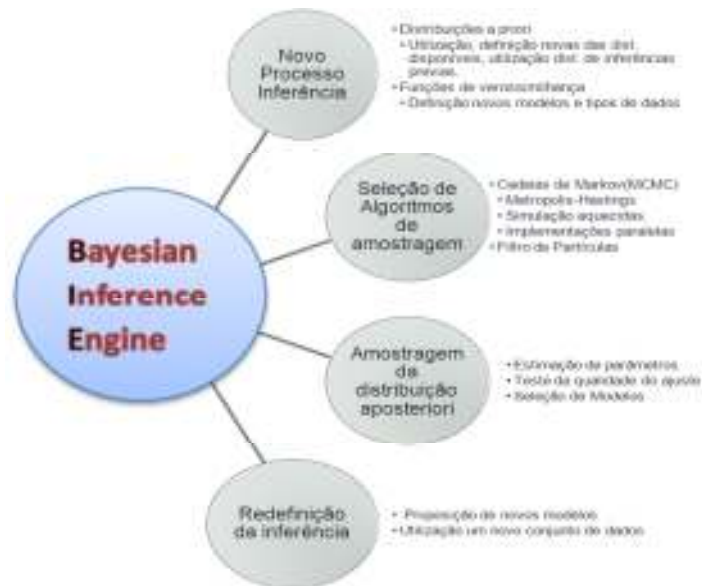 Novo
Processo
Inferência
• Distribuições a priori
• Utilização, definição novas das dist.
disponíveis, utilização dist. de inferências
prévias.
• Funções de verossimilhança
• Definição novos modelos e tipos de dados
Seleção de
Algoritmos
de
amostragem
• Cadeias de Markov(MCMC)
• Metropolis-Hastings
• Simulação aquecidas
• Implementações paralelas
• Filtro de Partículas
Bayesian
Inference
Engine
Amostragem
da
distribuição
aposteriori
• Estimação de parâmetros
• Teste da qualidade do ajuste
• Seleção de Modelos
Redefinição
da inferência
• Proposição de novos modelos
• Utilização um novo conjunto de dados